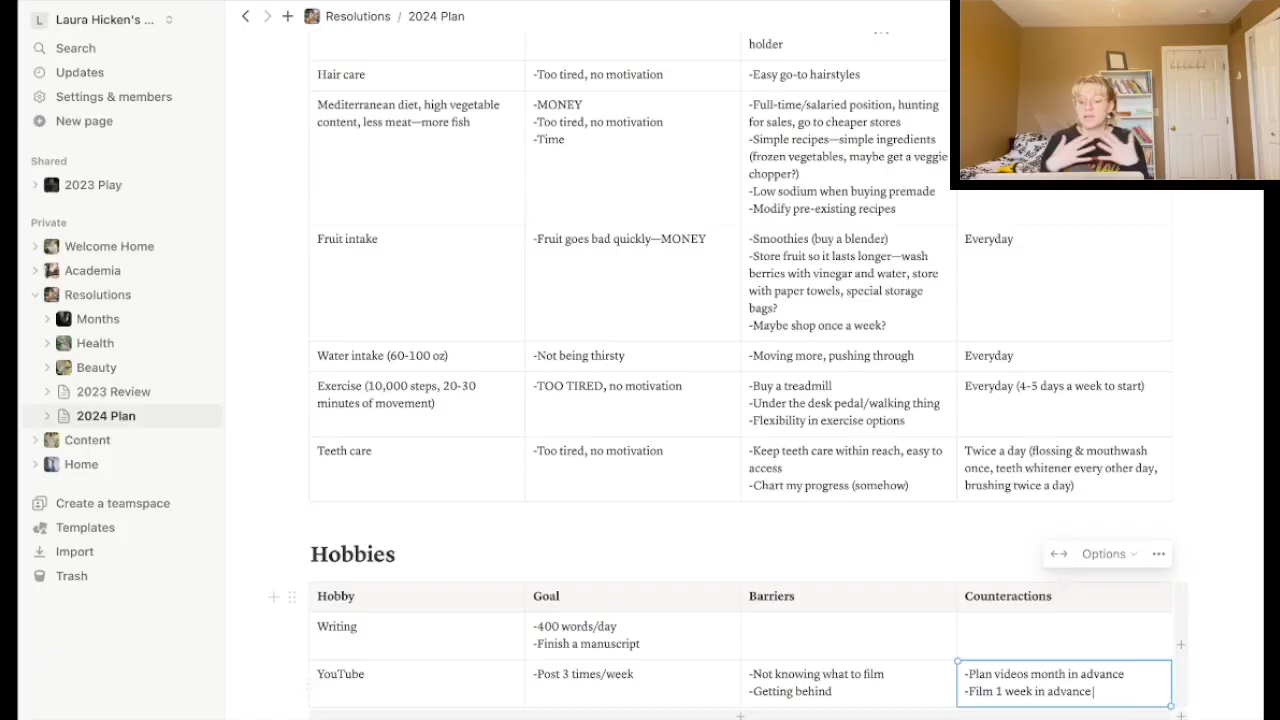 L Laura Hicken's ...
Search
Updates
Settings & members
New page
Shared
2023 Play
Private
Welcome Home
Academia
Resolutions
Months
Health
Beauty
2023 Review
2024 Plan
Content
Home
Create a teamspace
Templates
Import
Trash
Resolutions / 2024 Plan
holder
Hair care
-Too tired, no motivation
-Easy go-to hairstyles
Mediterranean diet, high vegetable
content, less meat—more fish
-MONEY
-Too tired, no motivation
-Time
-Full-time/salaried position, hunting
for sales, go to cheaper stores
-Simple recipes—simple ingredients
(frozen vegetables, maybe get a veggie
chopper?)
-Low sodium when buying premade
-Modify pre-existing recipes
Fruit intake
-Fruit goes bad quickly—MONEY
-Smoothies (buy a blender)
-Store fruit so it lasts longer—wash
berries with vinegar and water, store
with paper towels, special storage
bags?
-Maybe shop once a week?
Everyday
Water intake (60-100 oz)
-Not being thirsty
-Moving more, pushing through
Everyday
Exercise (10,000 steps, 20-30
minutes of movement)
-TOO TIRED, no motivation
-Buy a treadmill
-Under the desk pedal/walking thing
-Flexibility in exercise options
Everyday (4-5 days a week to start)
Teeth care
-Too tired, no motivation
-Keep teeth care within reach, easy to
access
-Chart my progress (somehow)
Twice a day (flossing & mouthwash
once, teeth whitener every other day,
brushing twice a day)
Hobbies
Options
Hobby
Goal
Barriers
Counteractions
Writing
-400 words/day
-Finish a manuscript
YouTube
-Post 3 times/week
-Not knowing what to film
-Getting behind
-Plan videos month in advance
-Film 1 week in advance